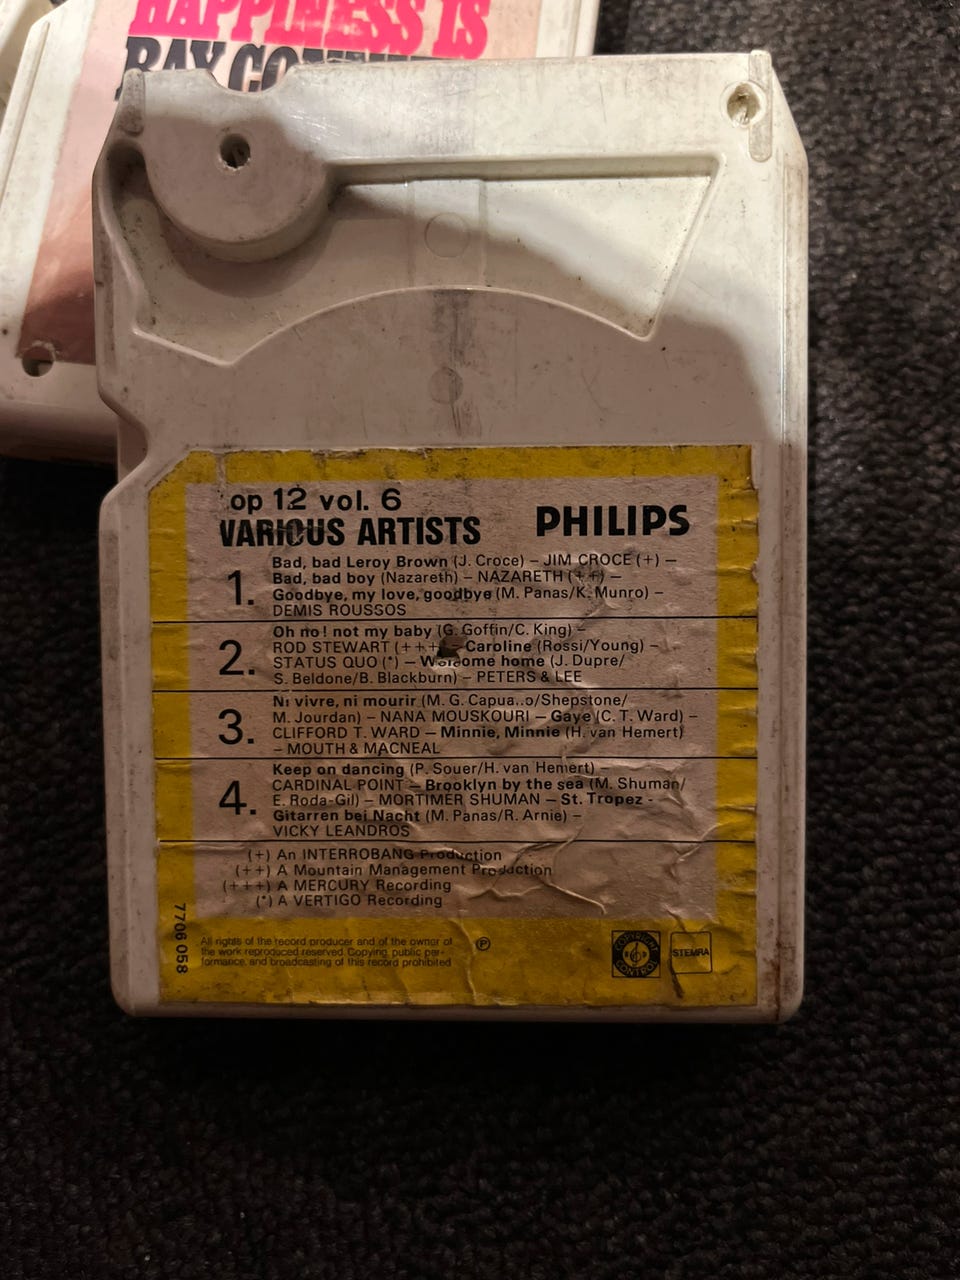 HAPPINESS IS
RAY
op 12 vol. 6
VARIOUS ARTISTS
PHILIPS
1. Bad, bad Leroy Brown (J. Croce) – JIM CROCE (+) –
Bad, bad boy (Nazareth) – NAZARETH (++) –
Goodbye, my love, goodbye (M. Panas/K. Munro) –
DEMIS ROUSSOS
2. Oh no! not my baby (G. Goffin/C. King) –
ROD STEWART (+++) – Caroline (Rossi/Young) –
STATUS QUO (*) – Welcome home (J. Dupre/
S. Beldone/B. Blackburn) – PETERS & LEE
3. Ni vivre, ni mourir (M. G. Capua..o/Shepstone/
M. Jourdan) – NANA MOUSKOURI – Gaye (C. T. Ward) –
CLIFFORD T. WARD – Minnie, Minnie (H. van Hemert)
– MOUTH & MACNEAL
4. Keep on dancing (P. Souer/H. van Hemert) –
CARDINAL POINT – Brooklyn by the sea (M. Shuman/
E. Roda-Gil) – MORTIMER SHUMAN – St. Tropez -
Gitarren bei Nacht (M. Panas/R. Arnie) –
VICKY LEANDROS
(+) An INTERROBANG Production
(++) A Mountain Management Production
(+++) A MERCURY Recording
(*) A VERTIGO Recording
7706 058
All rights of the record producer and of the owner of
the work reproduced reserved. Copying, public per-
formance, and broadcasting of this record prohibited
℗
COPYRIGHT
CONTROL
STEMRA